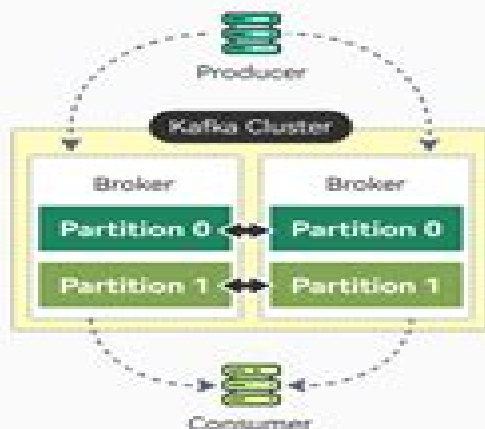 Producer
Kafka Cluster
Broker
Broker
Partition 0
Partition 0
Partition 1
Partition 1
Consumer